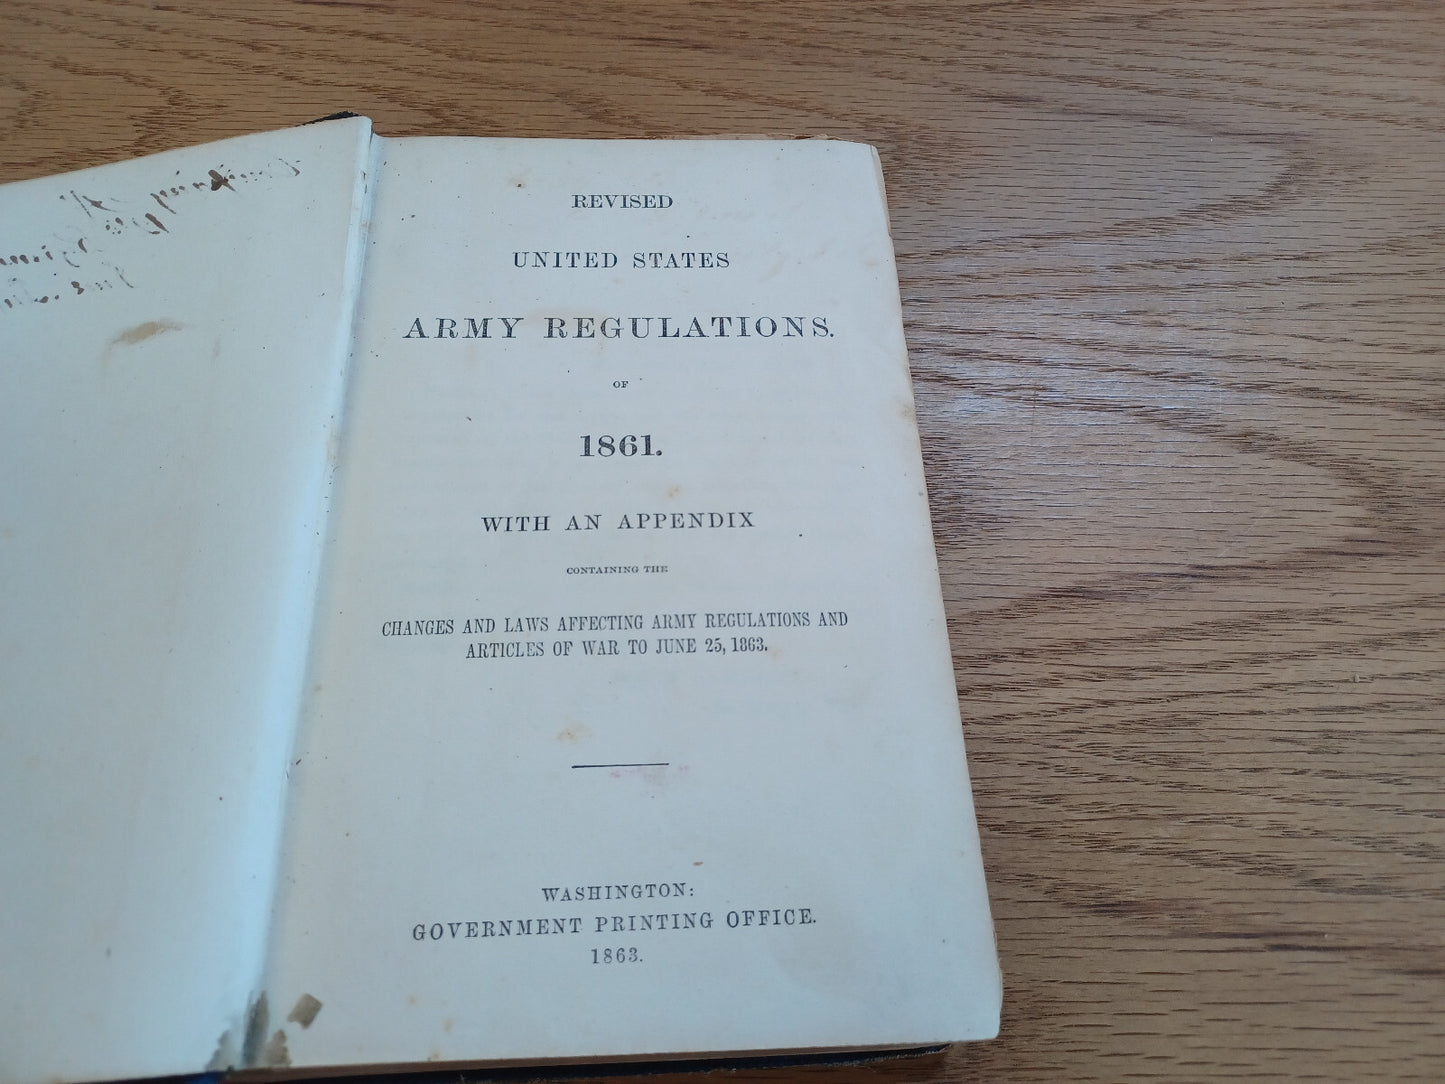 REVISED
UNITED STATES
ARMY REGULATIONS.
OF
1861.
WITH AN APPENDIX
CONTAINING THE
CHANGES AND LAWS AFFECTING ARMY REGULATIONS AND
ARTICLES OF WAR TO JUNE 25, 1863.
WASHINGTON:
GOVERNMENT PRINTING OFFICE.
1863.